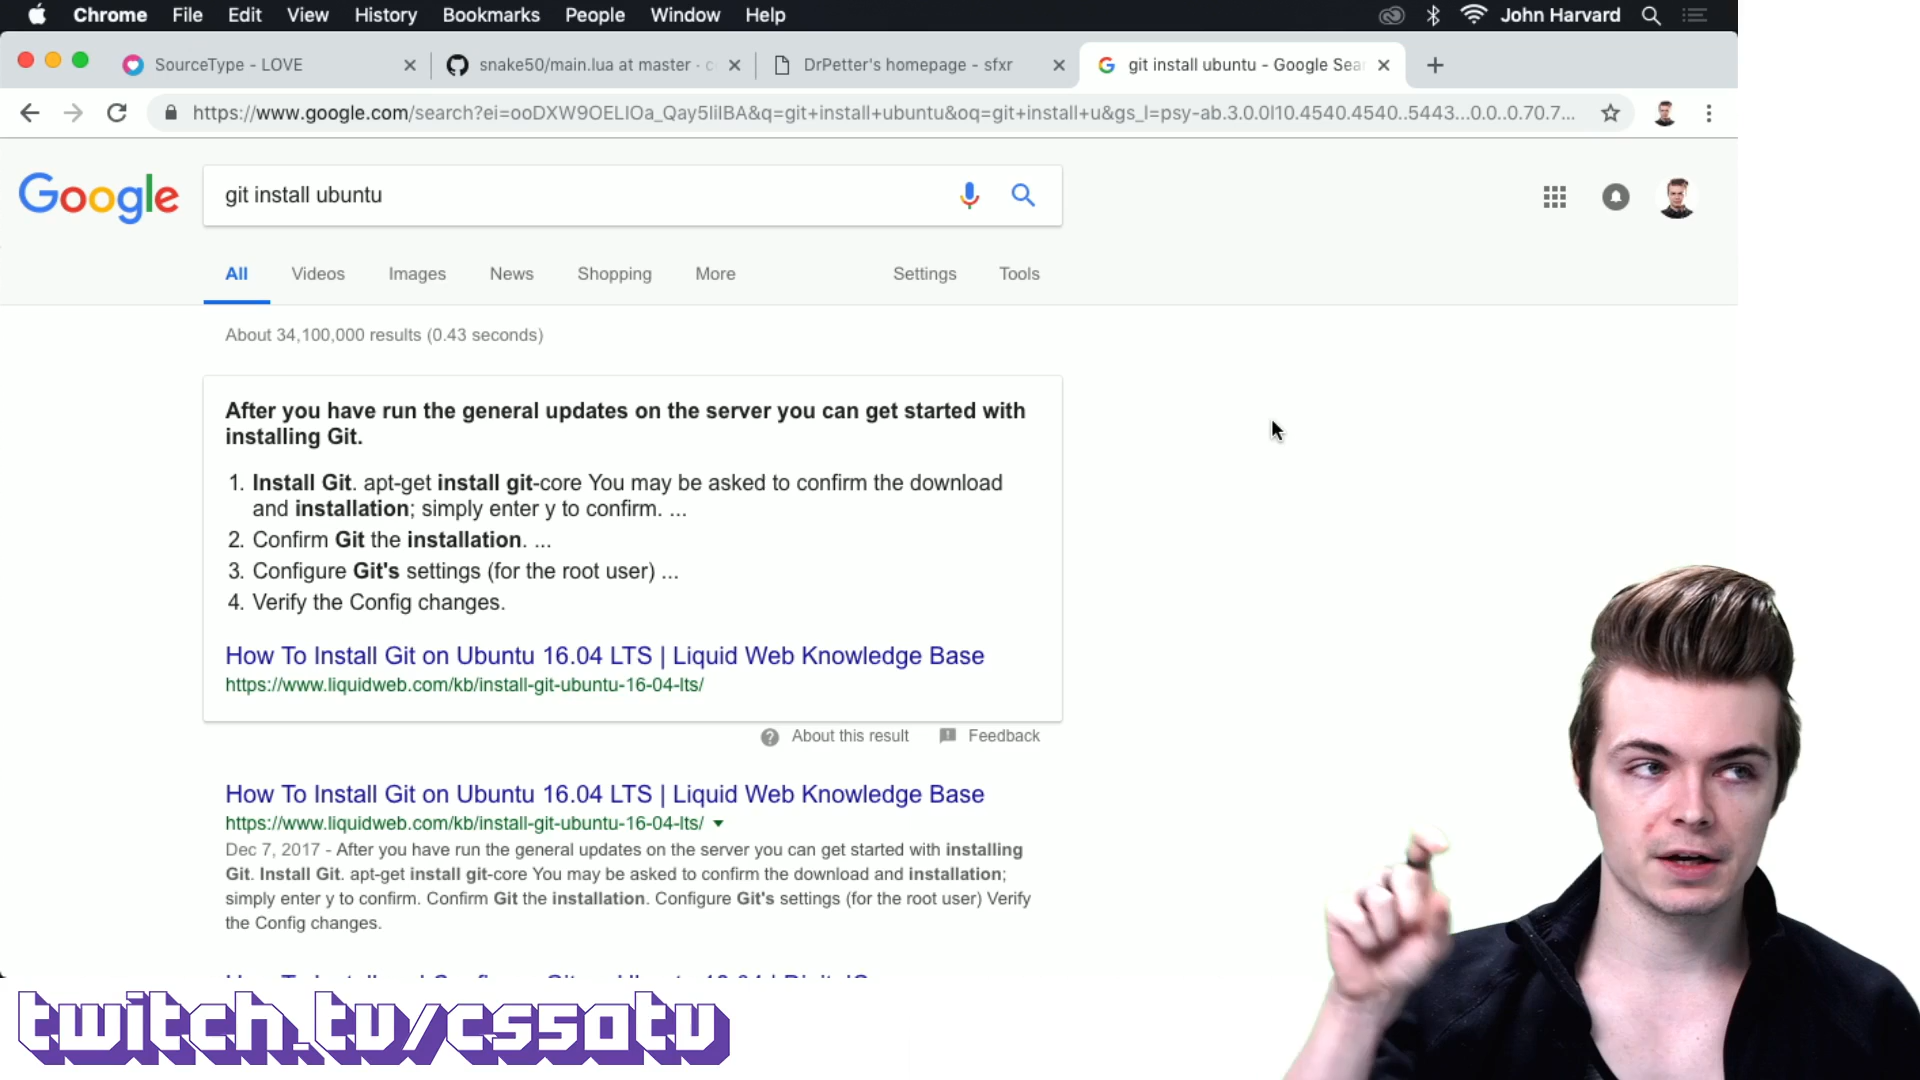 Chrome File Edit View History Bookmarks People Window Help John Harvard
SourceType - LOVE snake50/main.lua at master · c DrPetter's homepage - sfxr git install ubuntu - Google Sear
https://www.google.com/search?ei=ooDXW9OELIOa_Qay5IiIBA&q=git+install+ubuntu&oq=git+install+u&gs_l=psy-ab.3.0.0l10.4540.4540..5443...0.0..0.70.7...
Google git install ubuntu
All Videos Images News Shopping More Settings Tools
About 34,100,000 results (0.43 seconds)
After you have run the general updates on the server you can get started with
installing Git.
1. Install Git. apt-get install git-core You may be asked to confirm the download
and installation; simply enter y to confirm. ...
2. Confirm Git the installation. ...
3. Configure Git's settings (for the root user) ...
4. Verify the Config changes.
How To Install Git on Ubuntu 16.04 LTS | Liquid Web Knowledge Base
https://www.liquidweb.com/kb/install-git-ubuntu-16-04-lts/
About this result Feedback
How To Install Git on Ubuntu 16.04 LTS | Liquid Web Knowledge Base
https://www.liquidweb.com/kb/install-git-ubuntu-16-04-lts/
Dec 7, 2017 - After you have run the general updates on the server you can get started with installing
Git. Install Git. apt-get install git-core You may be asked to confirm the download and installation;
simply enter y to confirm. Confirm Git the installation. Configure Git's settings (for the root user) Verify
the Config changes.
twitch.tv/cs50tv